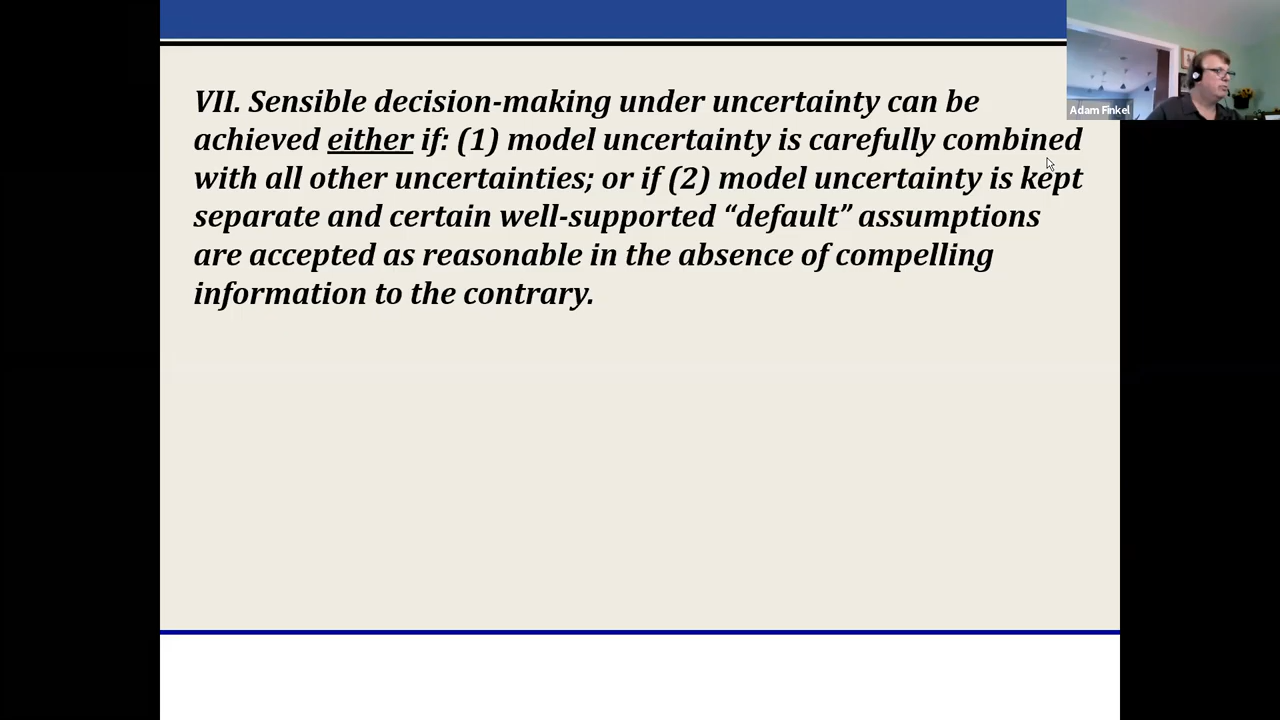 VII. Sensible decision-making under uncertainty can be
achieved either if: (1) model uncertainty is carefully combined
with all other uncertainties; or if (2) model uncertainty is kept
separate and certain well-supported “default” assumptions
are accepted as reasonable in the absence of compelling
information to the contrary.
Adam Finkel